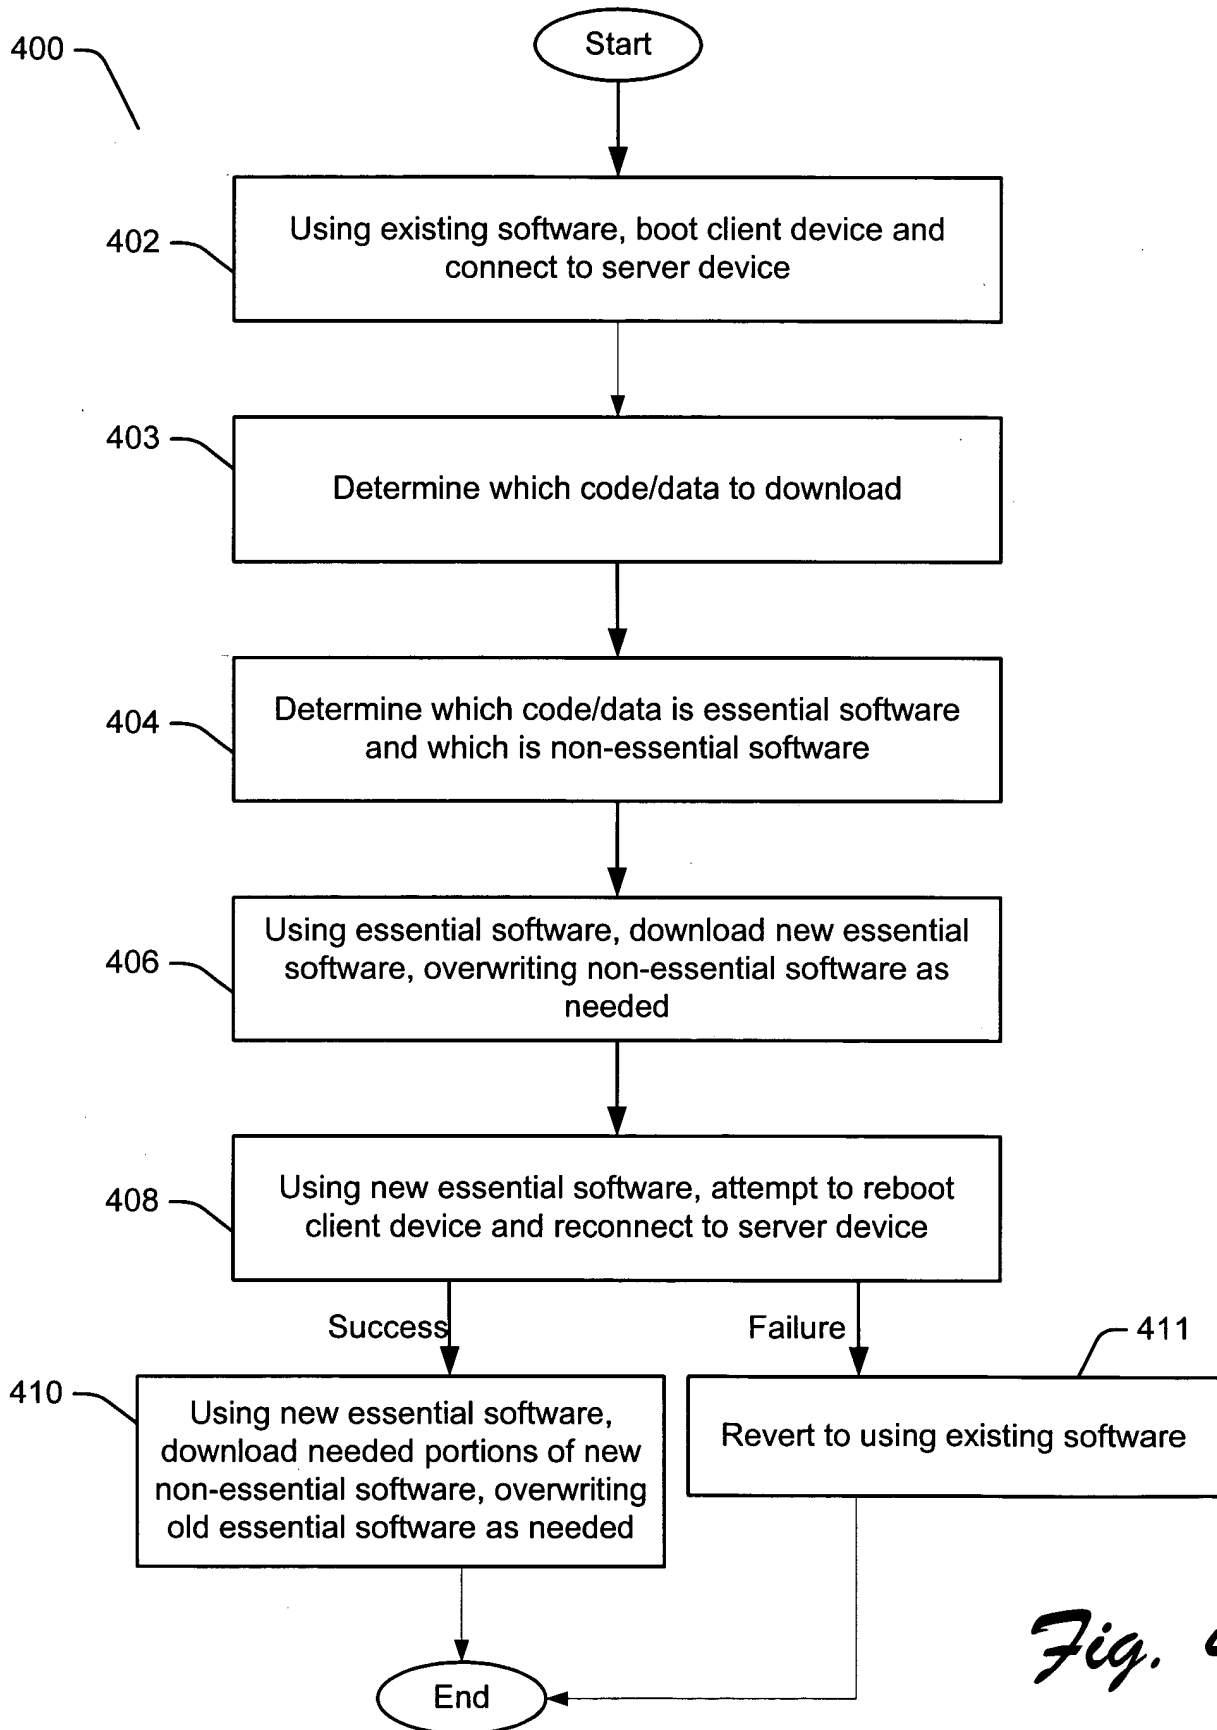 400
Start
402
Using existing software, boot client device and
connect to server device
403
Determine which code/data to download
404
Determine which code/data is essential software
and which is non-essential software
406
Using essential software, download new essential
software, overwriting non-essential software as
needed
408
Using new essential software, attempt to reboot
client device and reconnect to server device
Success
Failure
410
Using new essential software,
download needed portions of new
non-essential software, overwriting
old essential software as needed
411
Revert to using existing software
End
Fig.